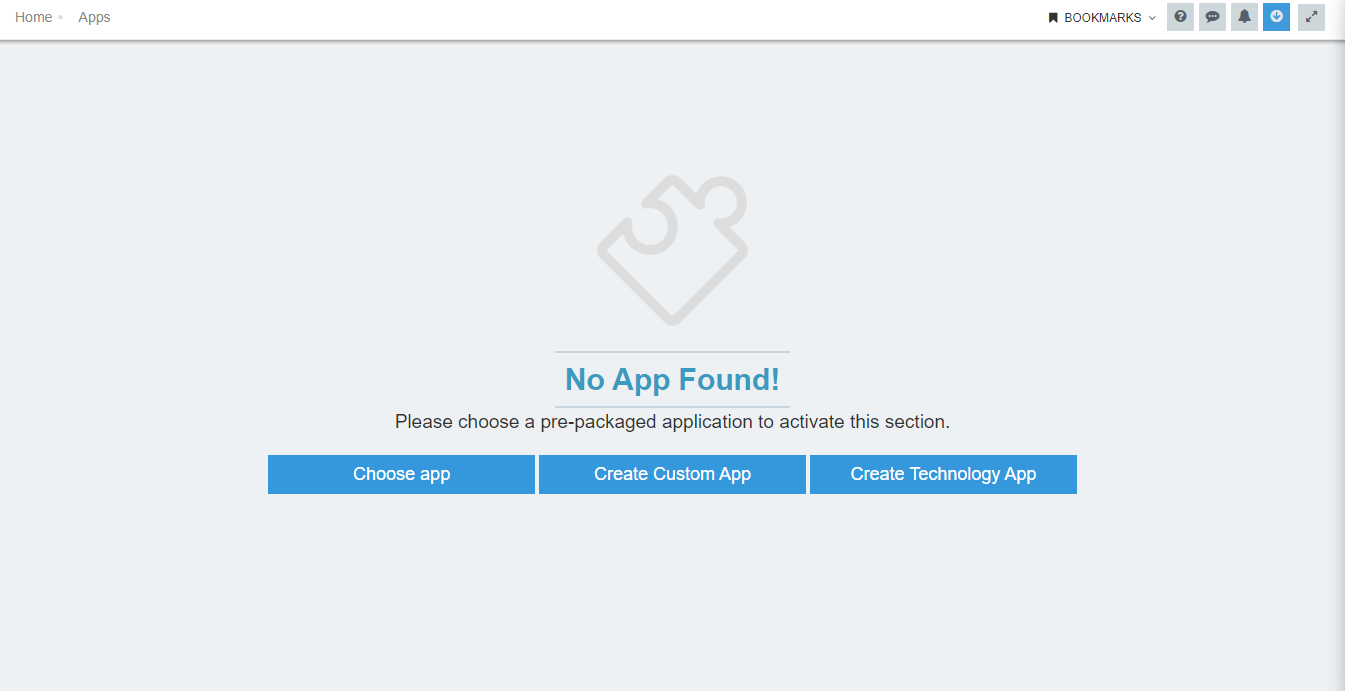 Home Apps BOOKMARKS
No App Found!
Please choose a pre-packaged application to activate this section.
Choose app Create Custom App Create Technology App